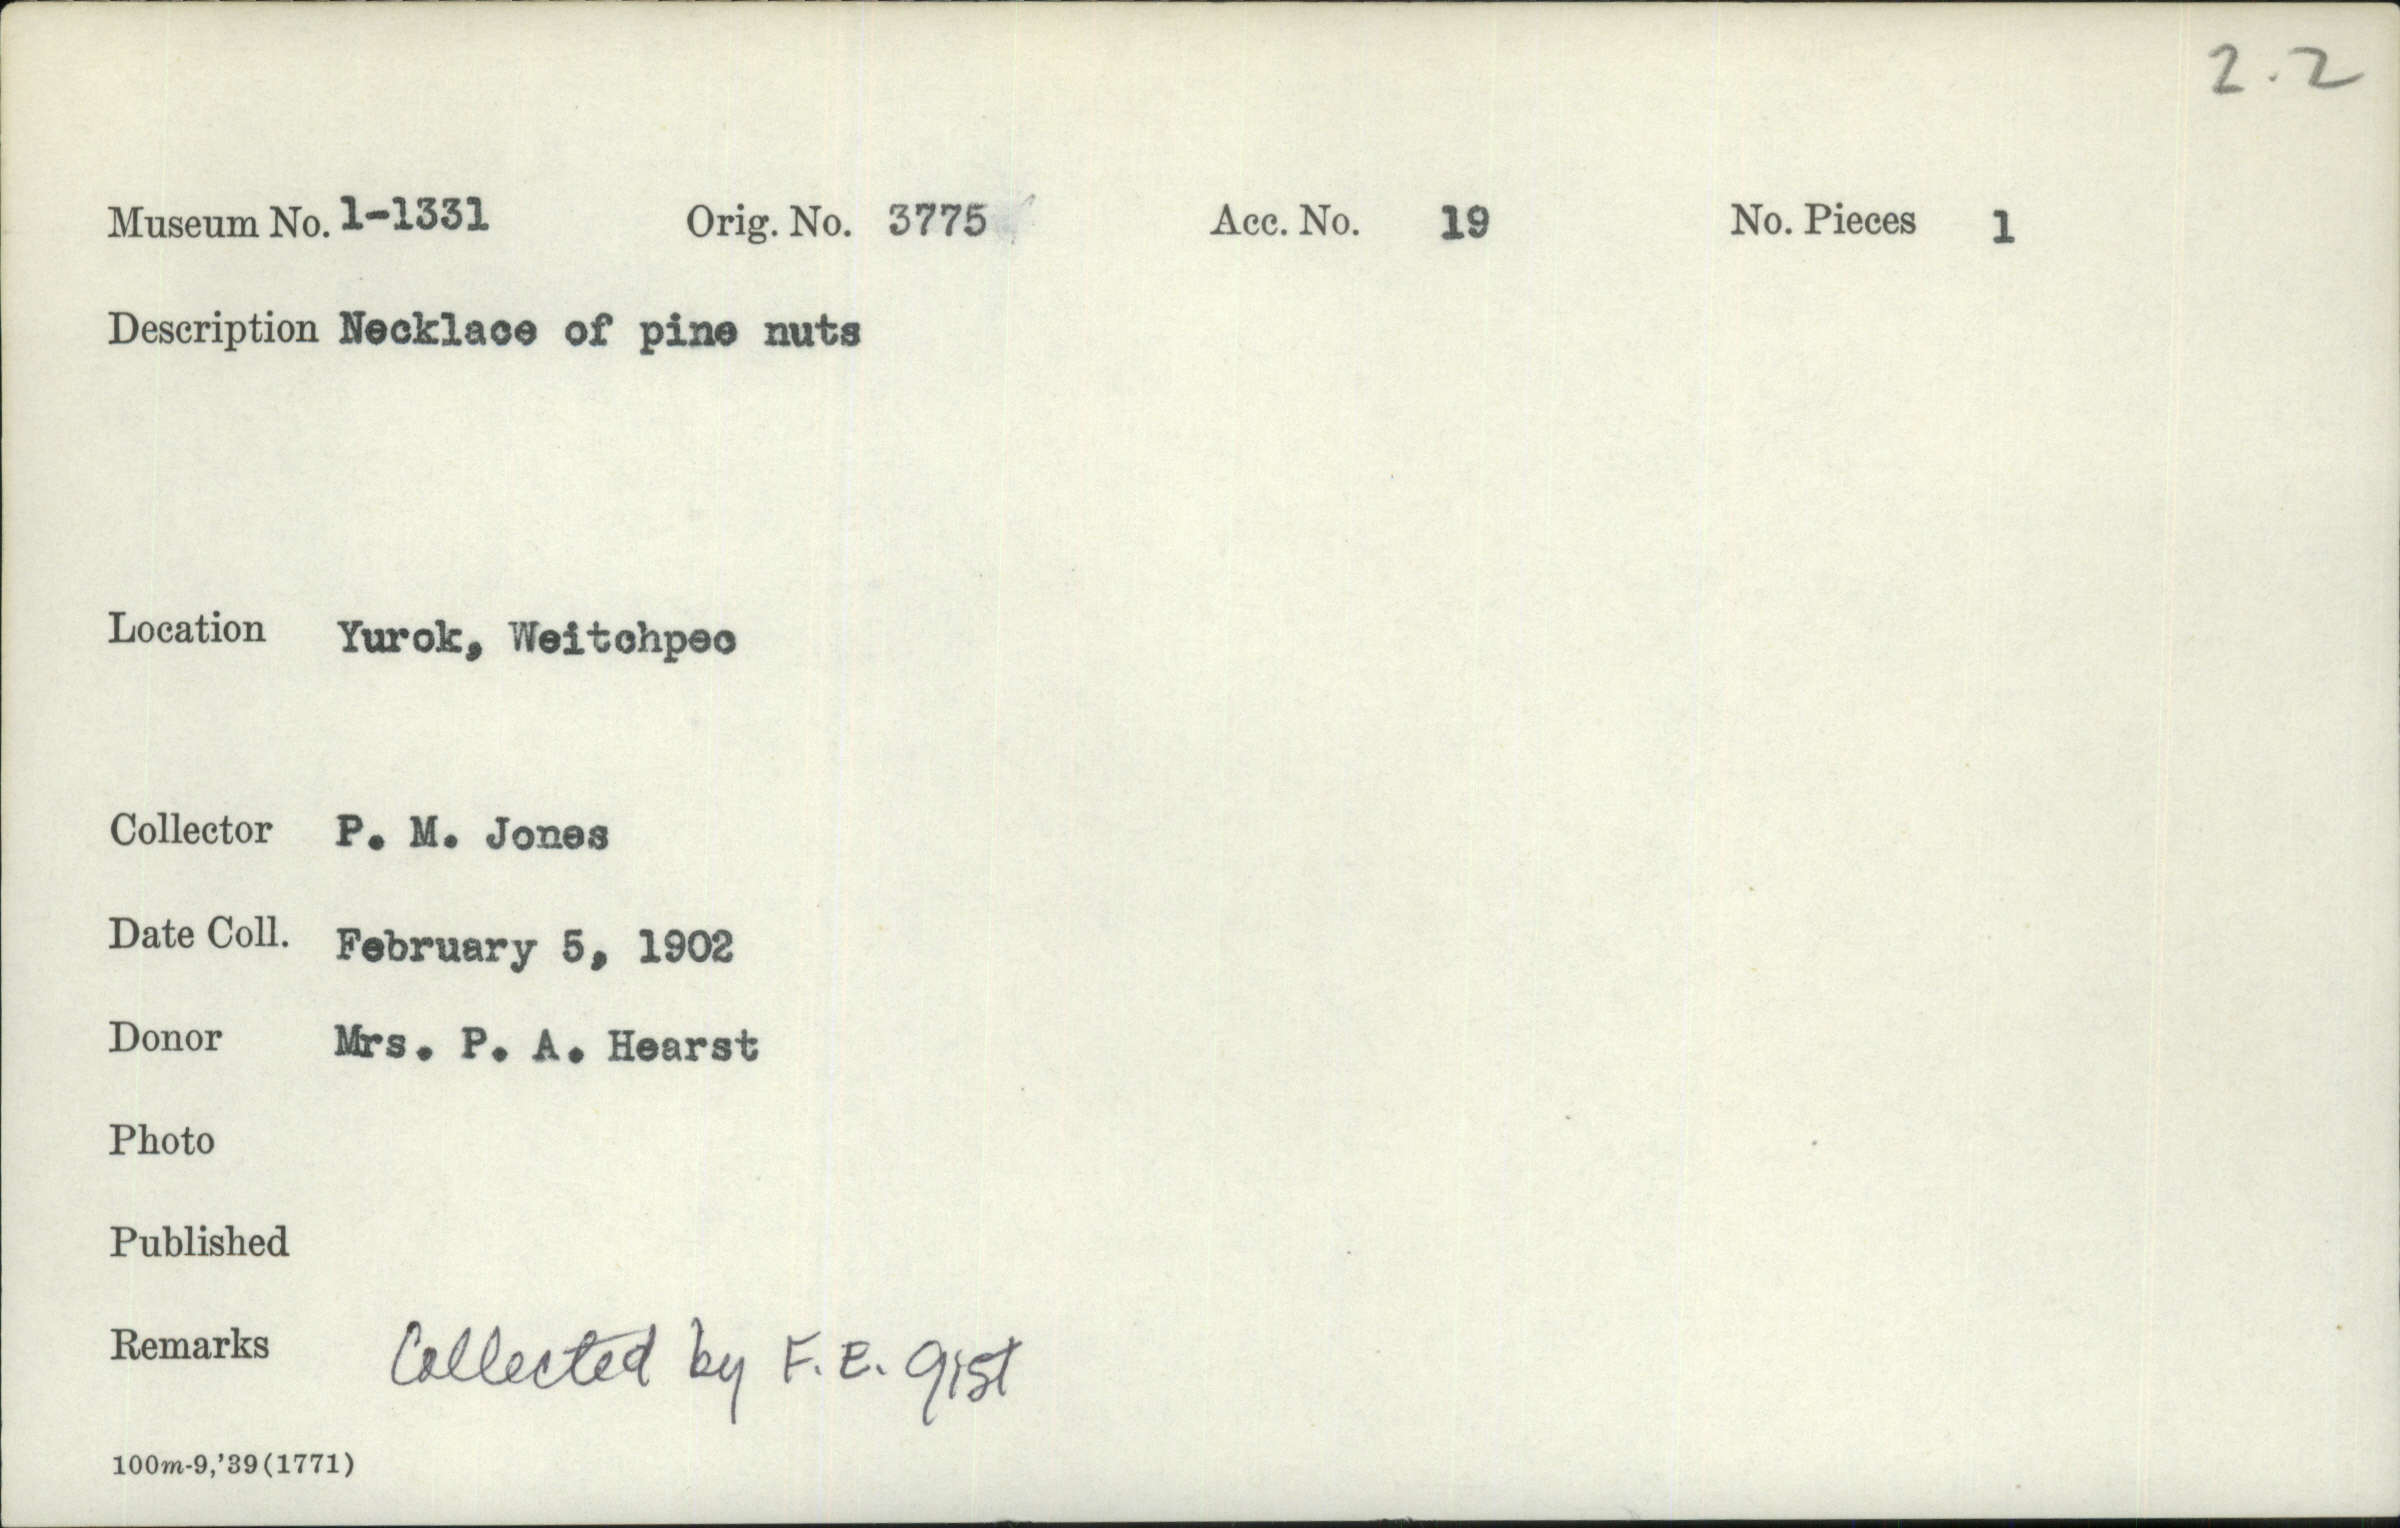 2.2
Museum No. 1-1331 Orig. No. 3775 Acc. No. 19 No. Pieces 1
Description Necklace of pine nuts
Location Yurok, Weitchpec
Collector P. M. Jones
Date Coll. February 5, 1902
Donor Mrs. P. A. Hearst
Photo
Published
Remarks Collected by F. E. Gist
100m-9,'39(1771)